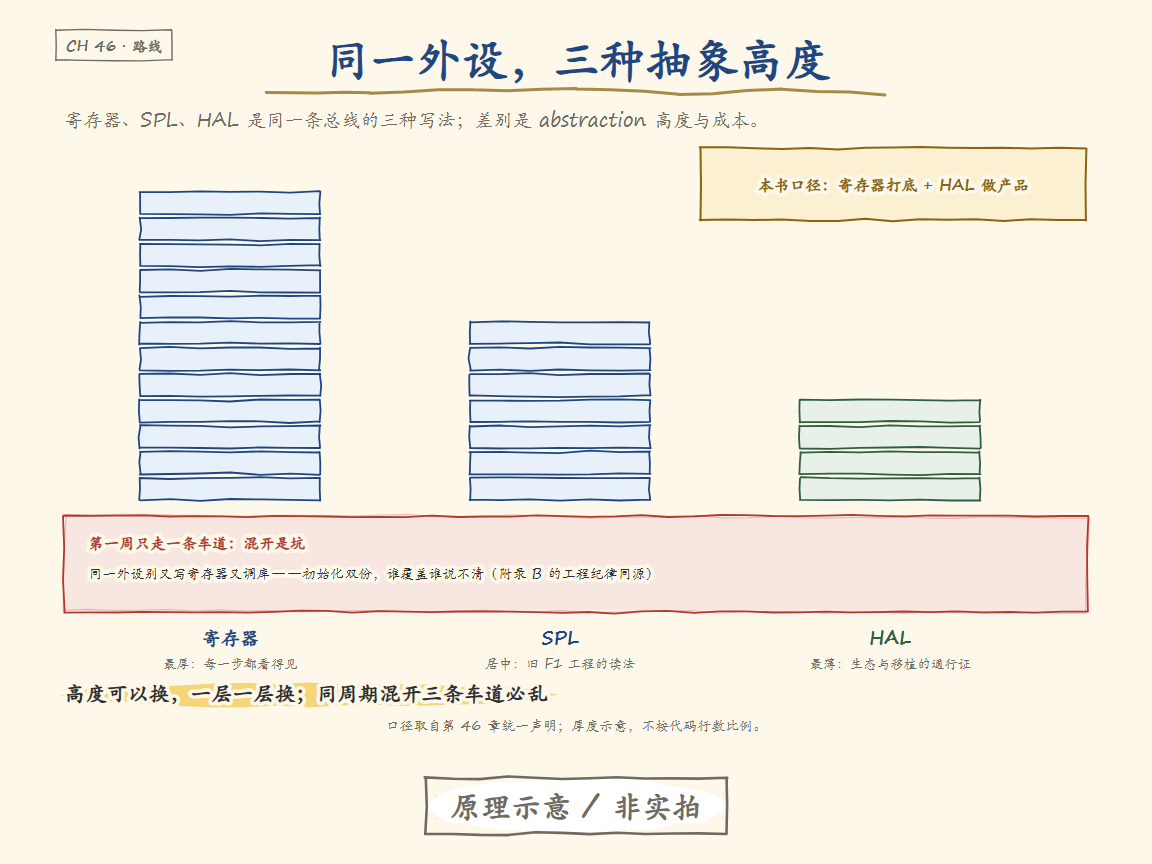 CH 46 · 路线
同一外设，三种抽象高度
寄存器、SPL、HAL 是同一条总线的三种写法；差别是 abstraction 高度与成本。
本书口径：寄存器打底 + HAL 做产品
第一周只走一条车道：混开是坑
同一外设别又写寄存器又调库——初始化双份，谁覆盖谁说不清（附录 B 的工程纪律同源）
寄存器
SPL
HAL
最厚：每一步都看得见
居中：旧 F1 工程的读法
最薄：生态与移植的通行证
高度可以换，一层一层换；同周期混开三条车道必乱
口径取自第 46 章统一声明；厚度示意，不按代码行数比例。
原理示意 / 非实拍